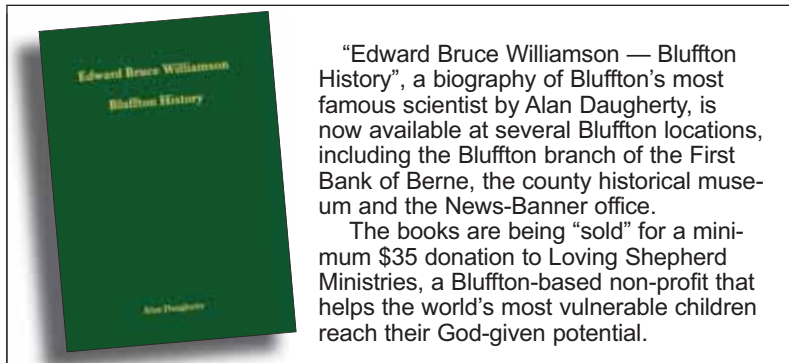 Edward Bruce Williamson
Bluffton History
Alan Daugherty
“Edward Bruce Williamson — Bluffton
History”, a biography of Bluffton’s most
famous scientist by Alan Daugherty, is
now available at several Bluffton locations,
including the Bluffton branch of the First
Bank of Berne, the county historical muse-
um and the News-Banner office.
The books are being “sold” for a mini-
mum $35 donation to Loving Shepherd
Ministries, a Bluffton-based non-profit that
helps the world’s most vulnerable children
reach their God-given potential.